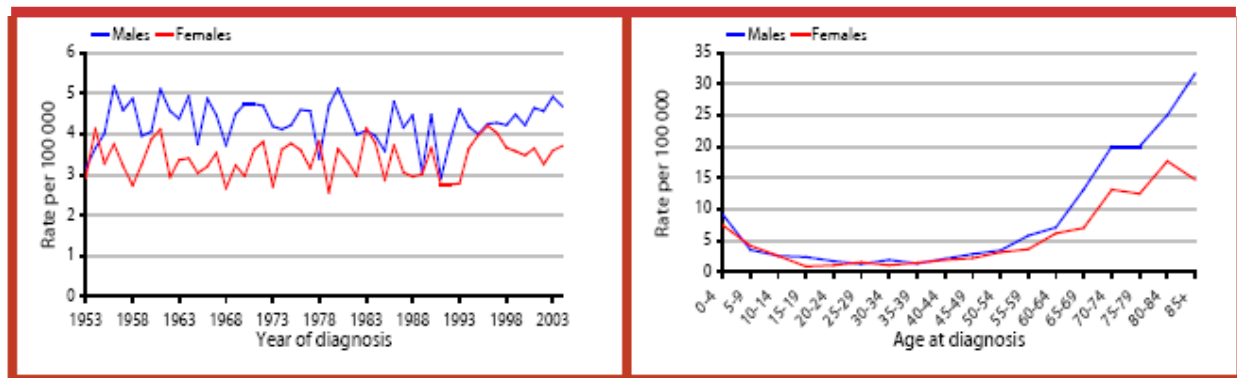 Males Females
6
5
4
3
2
1
0
Rate per 100 000
1953 1958 1963 1968 1973 1978 1983 1988 1993 1998 2003
Year of diagnosis
Males Females
35
30
25
20
15
10
5
0
Rate per 100 000
0-4 5-9 10-14 15-19 20-24 25-29 30-34 35-39 40-44 45-49 50-54 55-59 60-64 65-69 70-74 75-79 80-84 85+
Age at diagnosis